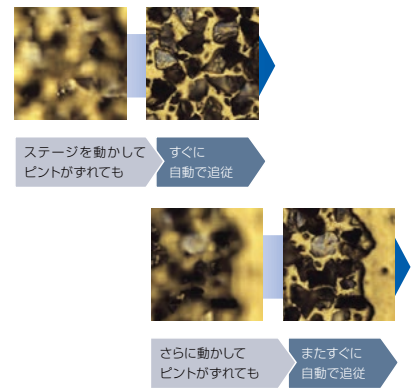 ステージを動かして
ピントがずれても
すぐに
自動で追従
さらに動かして
ピントがずれても
またすぐに
自動で追従